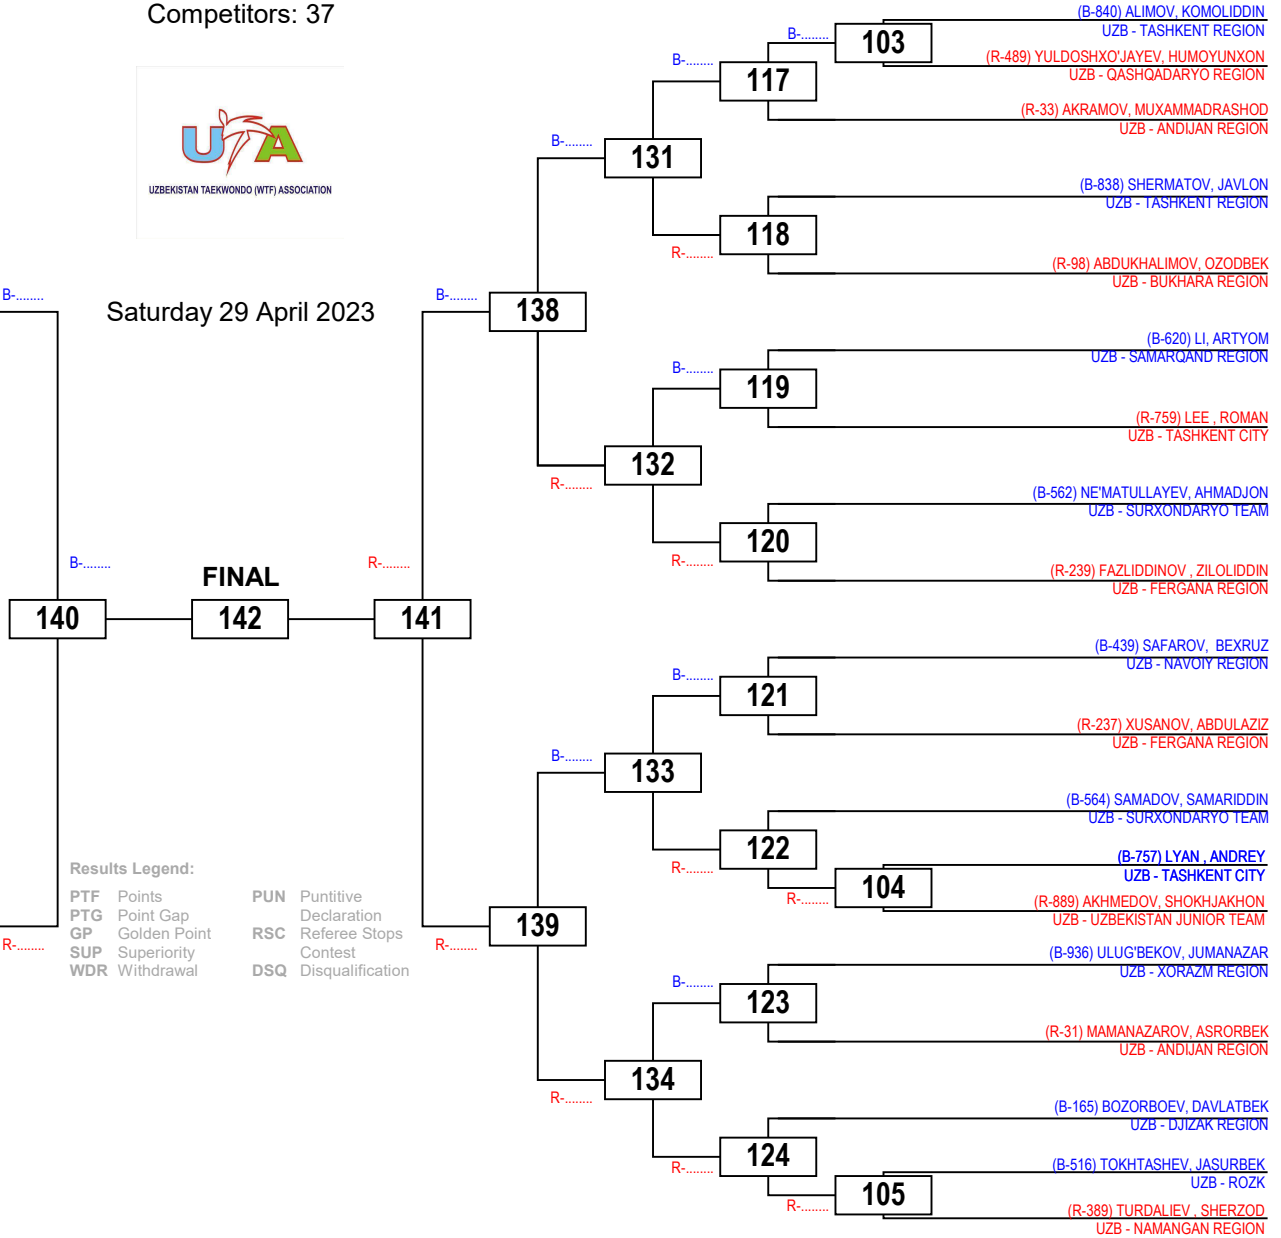 Competitors: 37
UTA
UZBEKISTAN TAEKWONDO (WTF) ASSOCIATION
Saturday 29 April 2023
(B-840) ALIMOV, KOMOLIDDIN
UZB - TASHKENT REGION
B-........
103
(R-489) YULDOSHXO'JAYEV, HUMOYUNXON
UZB - QASHQADARYO REGION
B-........
117
(R-33) AKRAMOV, MUXAMMADRASHOD
UZB - ANDIJAN REGION
B-........
131
(B-838) SHERMATOV, JAVLON
UZB - TASHKENT REGION
118
R-........
(R-98) ABDUKHALIMOV, OZODBEK
UZB - BUKHARA REGION
B-........
B-........
138
(B-620) LI, ARTYOM
UZB - SAMARQAND REGION
B-........
119
(R-759) LEE , ROMAN
UZB - TASHKENT CITY
132
R-........
(B-562) NE'MATULLAYEV, AHMADJON
UZB - SURXONDARYO TEAM
120
R-........
(R-239) FAZLIDDINOV , ZILOLIDDIN
UZB - FERGANA REGION
B-........
FINAL
R-........
140
142
141
(B-439) SAFAROV,  BEXRUZ
UZB - NAVOIY REGION
B-........
121
(R-237) XUSANOV, ABDULAZIZ
UZB - FERGANA REGION
B-........
133
(B-564) SAMADOV, SAMARIDDIN
UZB - SURXONDARYO TEAM
122
R-........
(B-757) LYAN , ANDREY
UZB - TASHKENT CITY
104
R-........
(R-889) AKHMEDOV, SHOKHJAKHON
UZB - UZBEKISTAN JUNIOR TEAM
Results Legend:
PTF Points PUN Puntitive
PTG Point Gap Declaration
GP Golden Point RSC Referee Stops
SUP Superiority Contest
WDR Withdrawal DSQ Disqualification
R-........
R-........
139
(B-936) ULUG'BEKOV, JUMANAZAR
UZB - XORAZM REGION
B-........
123
(R-31) MAMANAZAROV, ASRORBEK
UZB - ANDIJAN REGION
134
R-........
(B-165) BOZORBOEV, DAVLATBEK
UZB - DJIZAK REGION
124
R-........
(B-516) TOKHTASHEV, JASURBEK
UZB - ROZK
105
R-........
(R-389) TURDALIEV , SHERZOD
UZB - NAMANGAN REGION